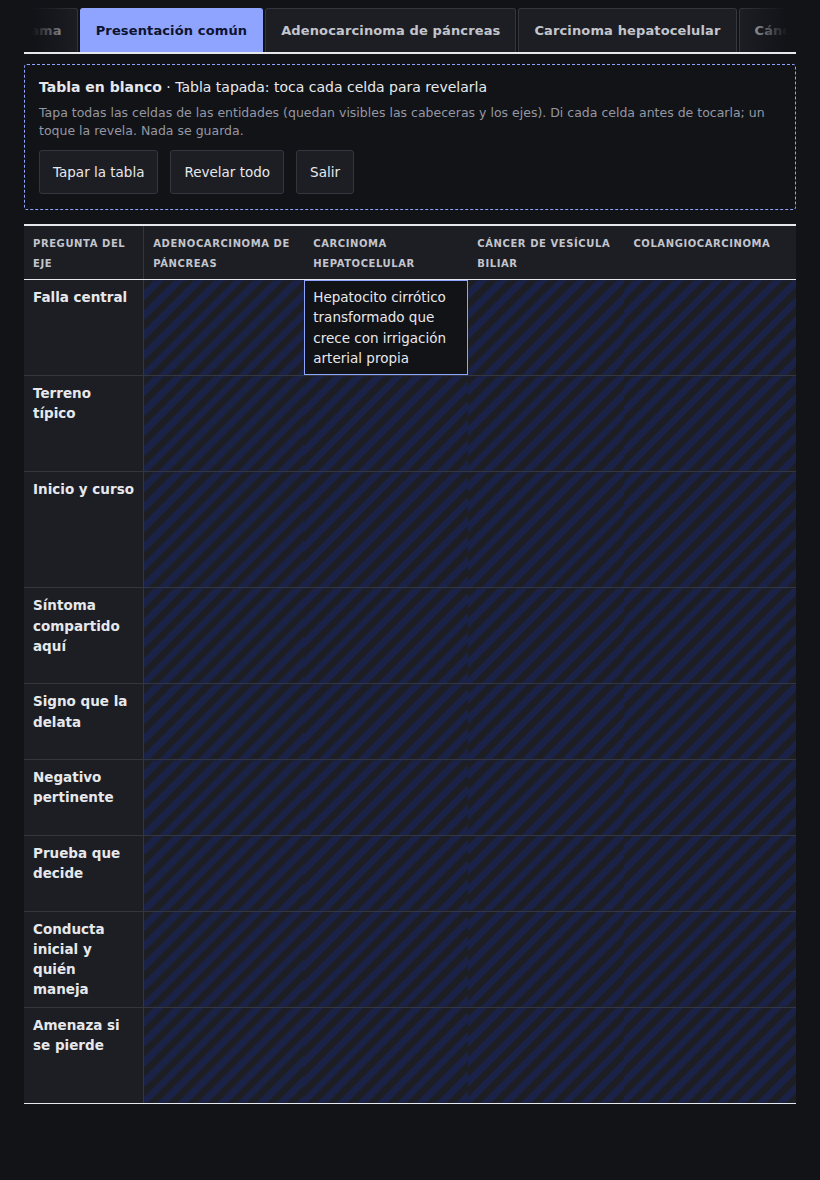 Presentación común
Adenocarcinoma de páncreas
Carcinoma hepatocelular
Tabla en blanco · Tabla tapada: toca cada celda para revelarla
Tapa todas las celdas de las entidades (quedan visibles las cabeceras y los ejes). Di cada celda antes de tocarla; un
toque la revela. Nada se guarda.
Tapar la tabla
Revelar todo
Salir
PREGUNTA DEL
EJE
ADENOCARCINOMA DE
PÁNCREAS
CARCINOMA
HEPATOCELULAR
CÁNCER DE VESÍCULA
BILIAR
COLANGIOCARCINOMA
Falla central
Hepatocito cirrótico
transformado que
crece con irrigación
arterial propia
Terreno
típico
Inicio y curso
Síntoma
compartido
aquí
Signo que la
delata
Negativo
pertinente
Prueba que
decide
Conducta
inicial y
quién
maneja
Amenaza si
se pierde